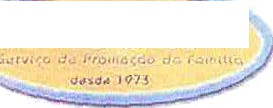 Serviço de Promoção da Família
desde 1973